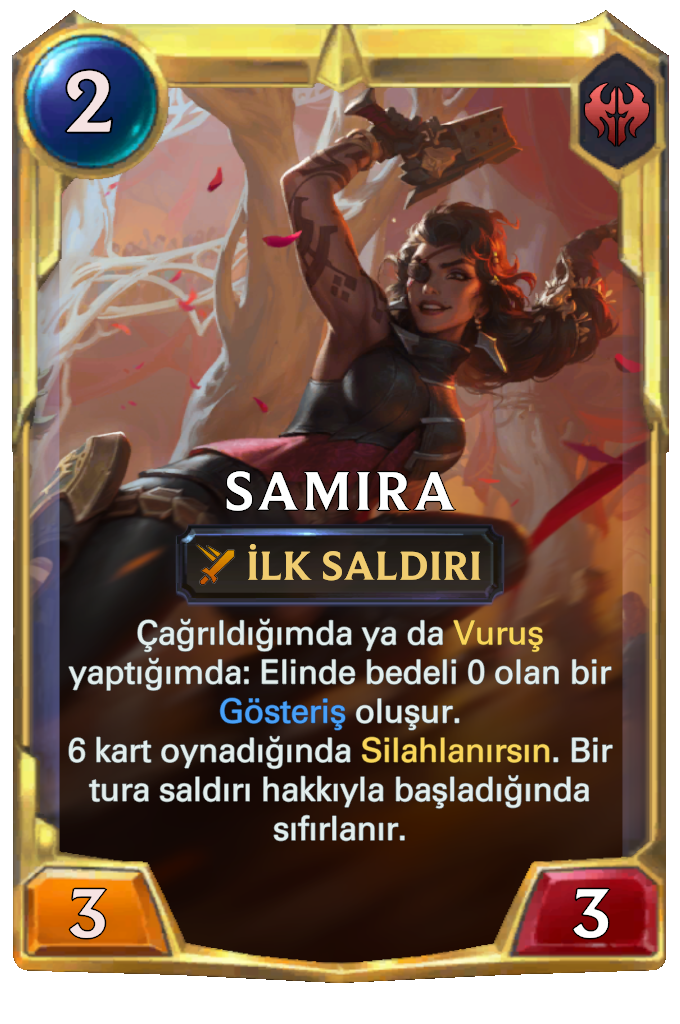 2
SAMIRA
İLK SALDIRI
Çağrıldığımda ya da Vuruş
yaptığımda: Elinde bedeli 0 olan bir
Gösteriş oluşur.
6 kart oynadığında Silahlanırsın. Bir
tura saldırı hakkıyla başladığında
sıfırlanır.
3
3